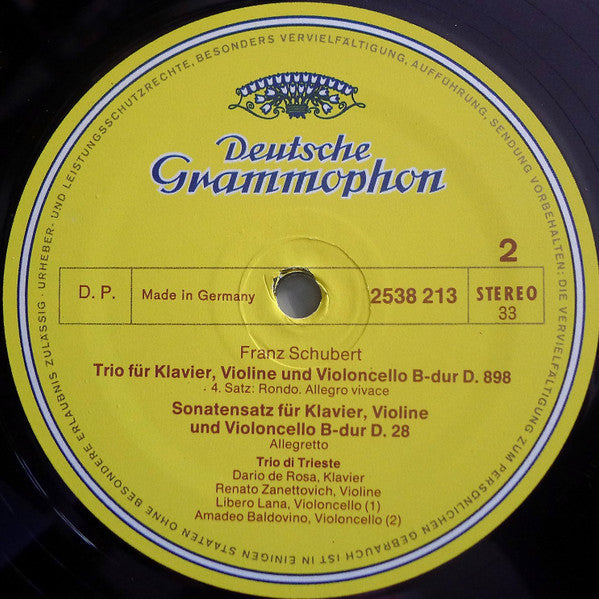 URHEBER- UND LEISTUNGSSCHUTZRECHTE, BESONDERS VERVIELFÄLTIGUNG, AUFFÜHRUNG, SENDUNG VORBEHALTEN: DIE VERVIELFÄLTIGUNG ZUM PERSÖNLICHEN GEBRAUCH IST IN EINIGEN STAATEN OHNE BESONDERE ERLAUBNIS ZULÄSSIG ·
Deutsche
Grammophon
2
D. P. Made in Germany 2538 213 STEREO
33
Franz Schubert
Trio für Klavier, Violine und Violoncello B-dur D. 898
4. Satz: Rondo. Allegro vivace
Sonatensatz für Klavier, Violine
und Violoncello B-dur D. 28
Allegretto
Trio di Trieste
Dario de Rosa, Klavier
Renato Zanettovich, Violine
Libero Lana, Violoncello (1)
Amadeo Baldovino, Violoncello (2)